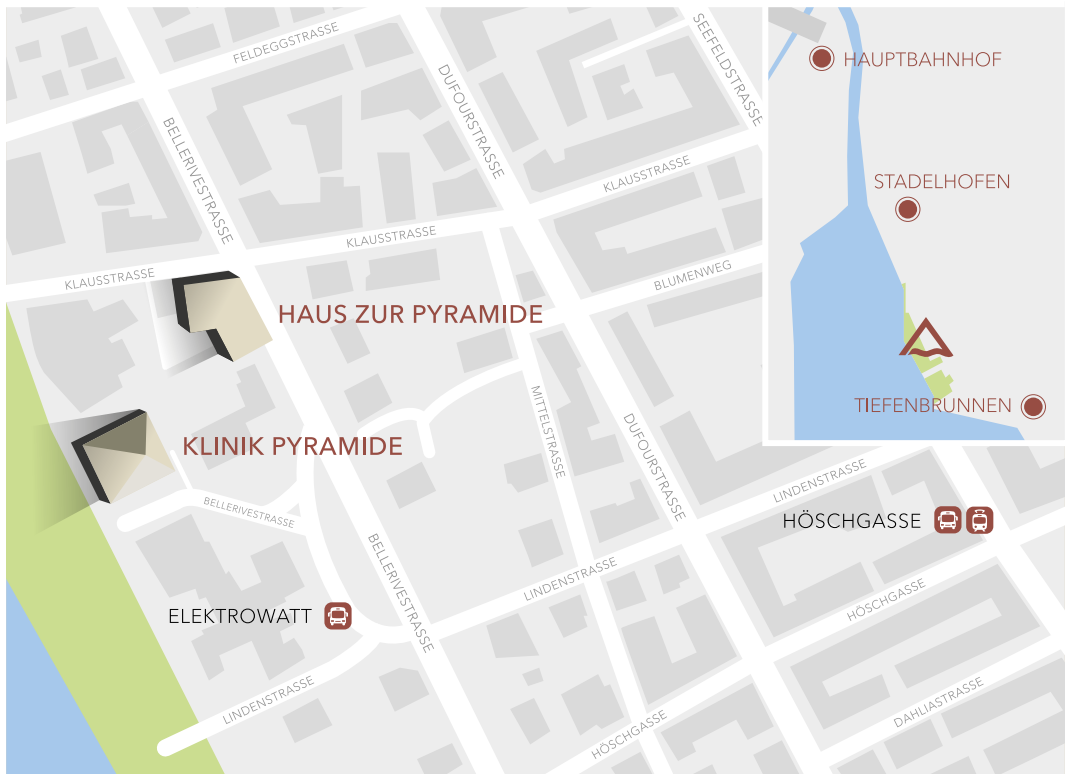 FELDEGGSTRASSE
SEEFELDSTRASSE
DUFOURSTRASSE
BELLERIVESTRASSE
KLAUSSTRASSE
KLAUSSTRASSE
KLAUSSTRASSE
BLUMENWEG
HAUS ZUR PYRAMIDE
KLINIK PYRAMIDE
MITTELSTRASSE
DUFOURSTRASSE
BELLERIVESTRASSE
BELLERIVESTRASSE
LINDENSTRASSE
HÖSCHGASSE
LINDENSTRASSE
HÖSCHGASSE
ELEKTROWATT
LINDENSTRASSE
DAHLIASTRASSE
HÖSCHGASSE
HAUPTBAHNHOF
STADELHOFEN
TIEFENBRUNNEN